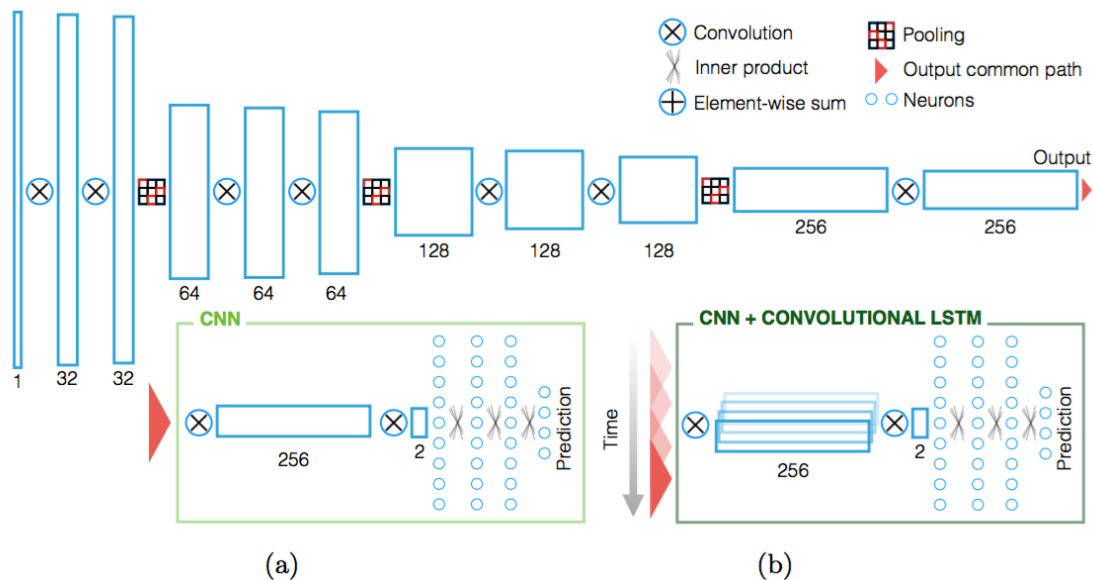 Convolution
Pooling
Inner product
Output common path
Element-wise sum
Neurons
Output
1
32
32
64
64
64
128
128
128
256
256
CNN
256
2
Prediction
CNN + CONVOLUTIONAL LSTM
Time
256
2
Prediction
(a)
(b)